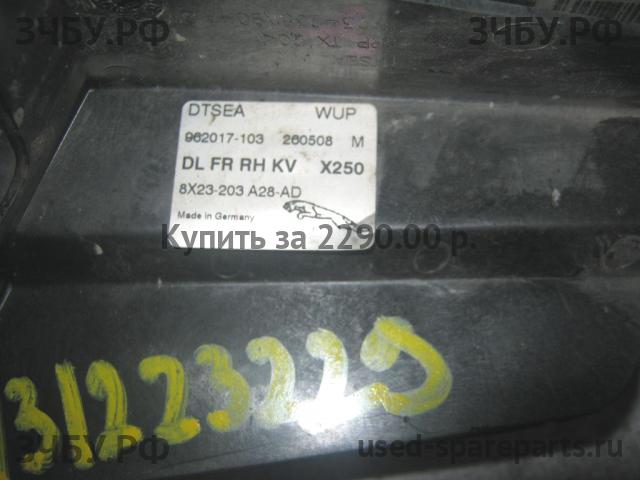 ЗЧБУ.РФ
ЗЧБУ.РФ
DTSEA WUP
962017-103 260508 M
DL FR RH KV X250
8X23-203 A28-AD
Made in Germany
Купить за 2290.00 р.
31223229
ЗЧБУ.РФ
used-spareparts.ru